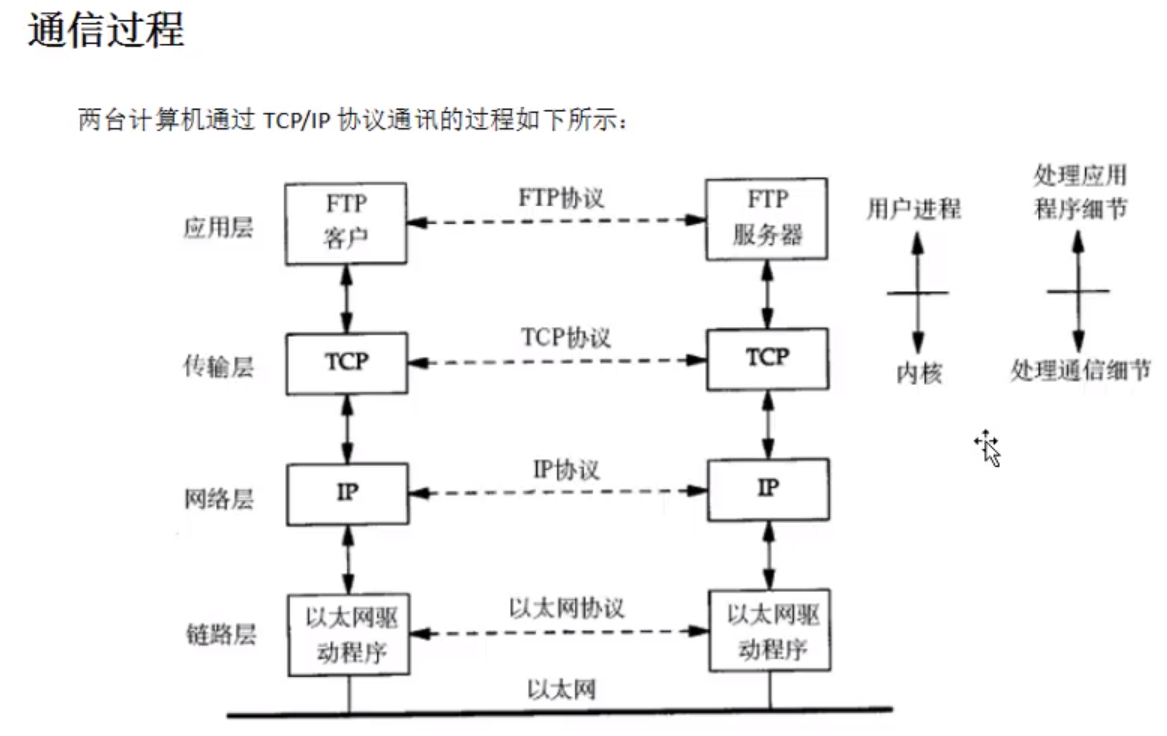 通信过程
两台计算机通过 TCP/IP 协议通讯的过程如下所示：
应用层
FTP
客户
FTP协议
FTP
服务器
用户进程
处理应用
程序细节
传输层
TCP
TCP协议
TCP
内核
处理通信细节
网络层
IP
IP协议
IP
链路层
以太网驱
动程序
以太网协议
以太网驱
动程序
以太网